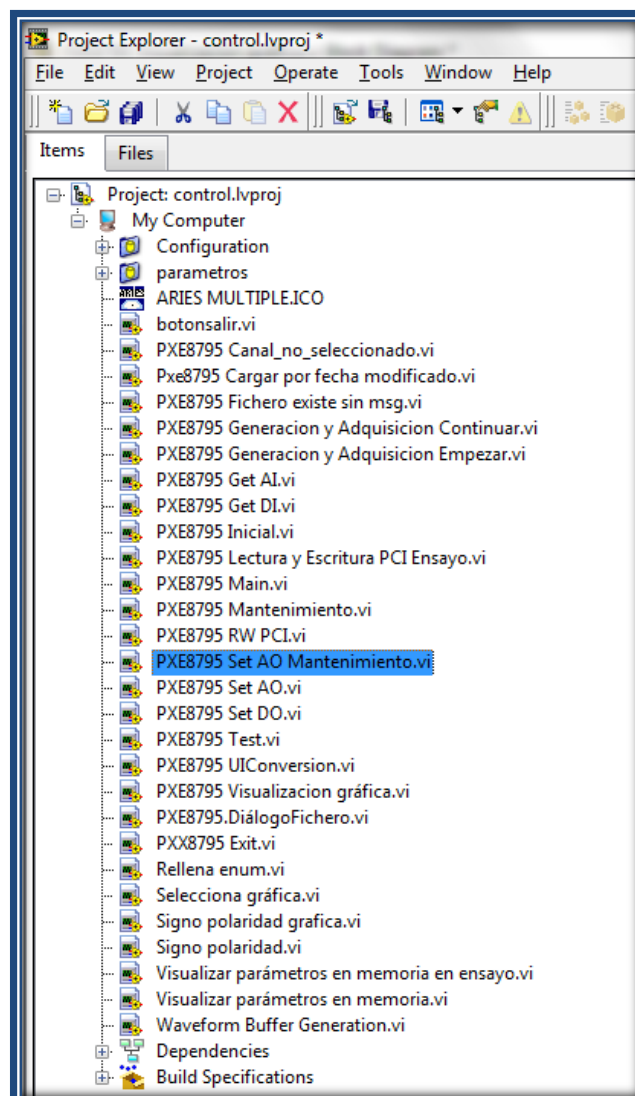 Project Explorer - control.lvproj *
File Edit View Project Operate Tools Window Help
Items Files
Project: control.lvproj
My Computer
Configuration
parametros
ARIES MULTIPLE.ICO
botonsalir.vi
PXE8795 Canal_no_seleccionado.vi
Pxe8795 Cargar por fecha modificado.vi
PXE8795 Fichero existe sin msg.vi
PXE8795 Generacion y Adquisicion Continuar.vi
PXE8795 Generacion y Adquisicion Empezar.vi
PXE8795 Get AI.vi
PXE8795 Get DI.vi
PXE8795 Inicial.vi
PXE8795 Lectura y Escritura PCI Ensayo.vi
PXE8795 Main.vi
PXE8795 Mantenimiento.vi
PXE8795 RW PCI.vi
PXE8795 Set AO Mantenimiento.vi
PXE8795 Set AO.vi
PXE8795 Set DO.vi
PXE8795 Test.vi
PXE8795 UIConversion.vi
PXE8795 Visualizacion gráfica.vi
PXE8795.DiálogoFichero.vi
PXX8795 Exit.vi
Rellena enum.vi
Selecciona gráfica.vi
Signo polaridad grafica.vi
Signo polaridad.vi
Visualizar parámetros en memoria en ensayo.vi
Visualizar parámetros en memoria.vi
Waveform Buffer Generation.vi
Dependencies
Build Specifications